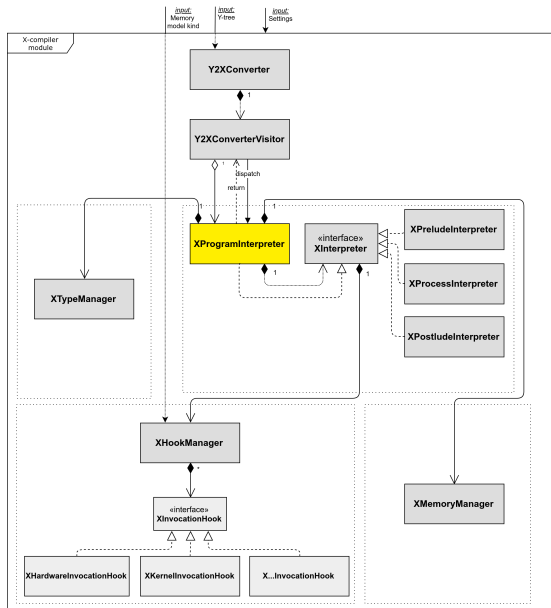 input:
Memory
model kind
input:
Y-tree
input:
Settings
X-compiler
module
Y2XConverter
1
Y2XConverterVisitor
1
dispatch
return
1
1
XProgramInterpreter
1
«interface»
XInterpreter
1
XPreludeInterpreter
XProcessInterpreter
XPostludeInterpreter
XTypeManager
XHookManager
*
XMemoryManager
«interface»
XInvocationHook
XHardwareInvocationHook
XKernelInvocationHook
X...InvocationHook